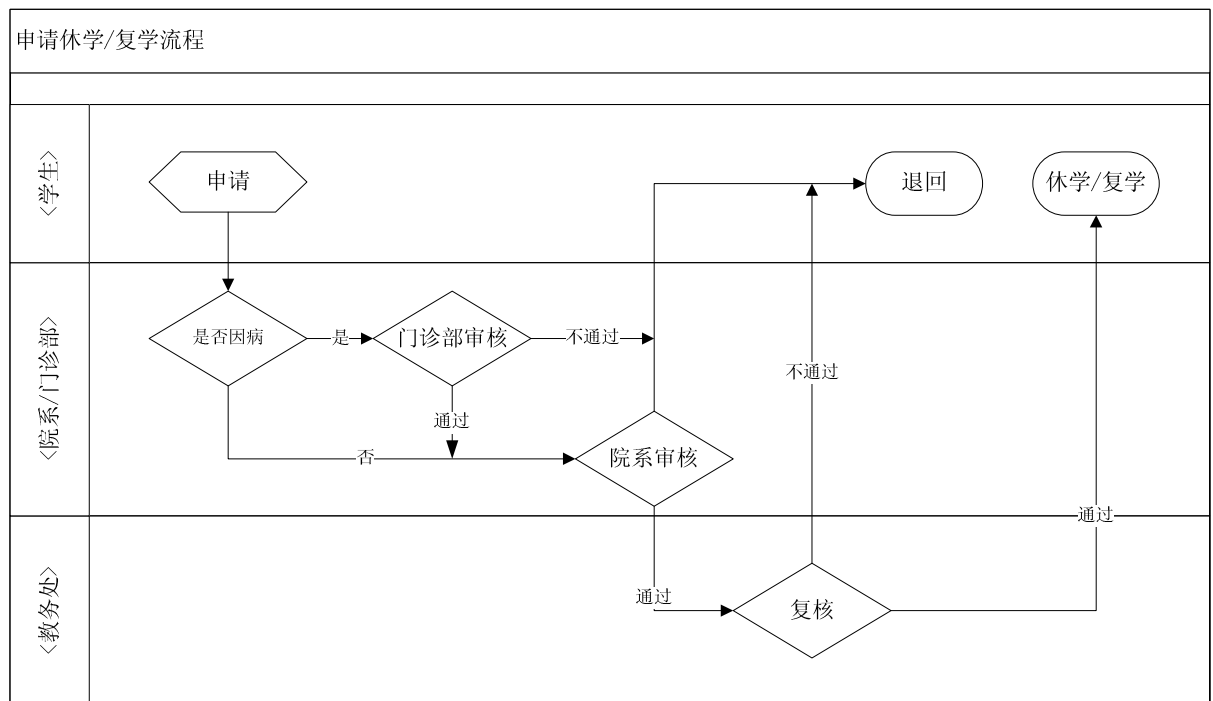 申请休学/复学流程
<学生>
申请
退回
休学/复学
<院系/门诊部>
是否因病
是
门诊部审核
不通过
不通过
通过
否
院系审核
通过
<教务处>
通过
复核